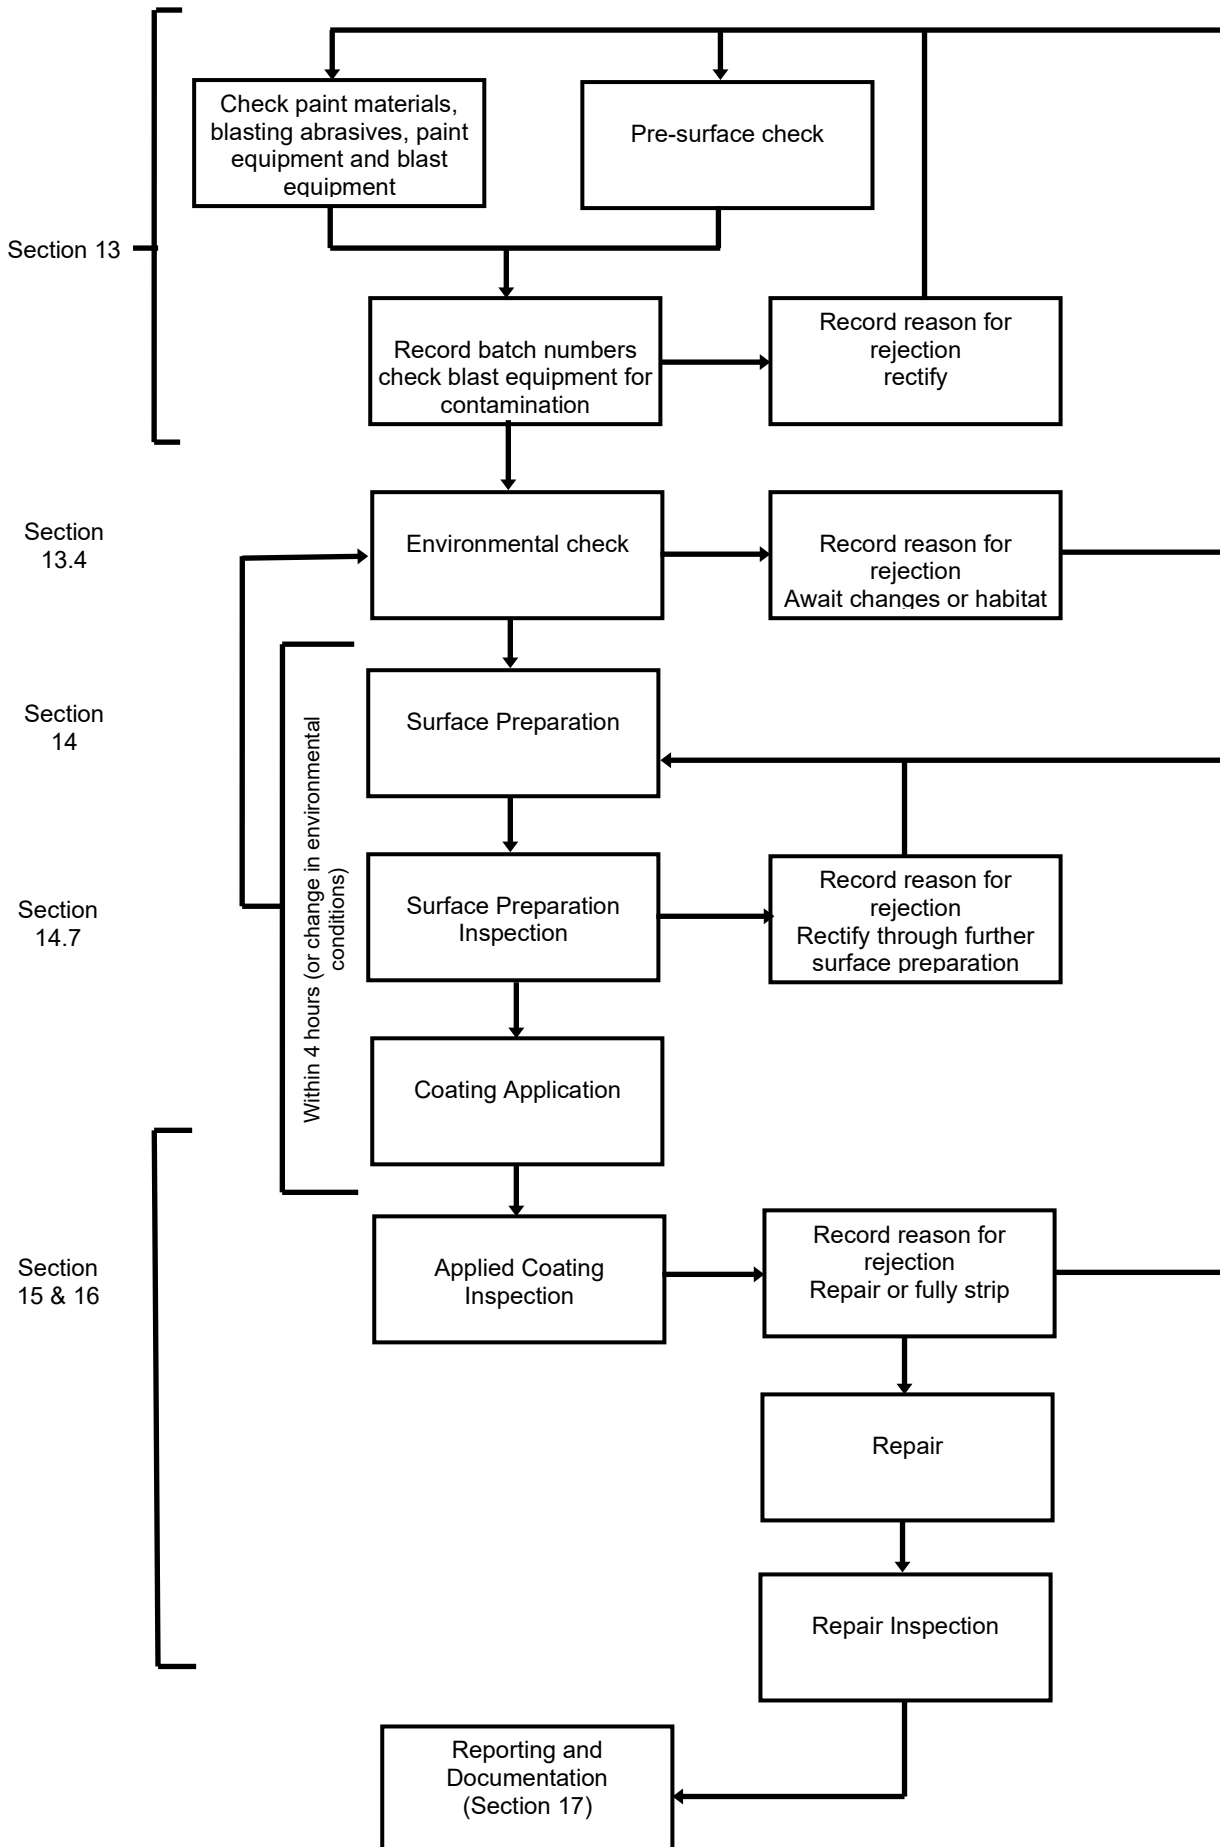 Check paint materials,
blasting abrasives, paint
equipment and blast
equipment
Pre-surface check
Section 13
Record batch numbers
check blast equipment for
contamination
Record reason for
rejection
rectify
Section
13.4
Environmental check
Record reason for
rejection
Await changes or habitat
Section
14
Surface Preparation
Within 4 hours (or change in environmental
conditions)
Section
14.7
Surface Preparation
Inspection
Record reason for
rejection
Rectify through further
surface preparation
Coating Application
Section
15 & 16
Applied Coating
Inspection
Record reason for
rejection
Repair or fully strip
Repair
Repair Inspection
Reporting and
Documentation
(Section 17)